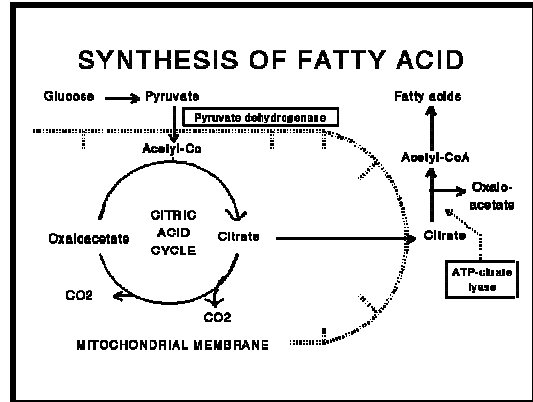 SYNTHESIS OF FATTY ACID
Glucose
Pyruvate
Fatty acids
Pyruvate dehydrogenase
Acetyl-Co
Acetyl-CoA
Oxalo-
acetate
CITRIC
ACID
CYCLE
Oxaloacetate
Citrate
Citrate
ATP-citrate
lyase
CO2
CO2
MITOCHONDRIAL MEMBRANE